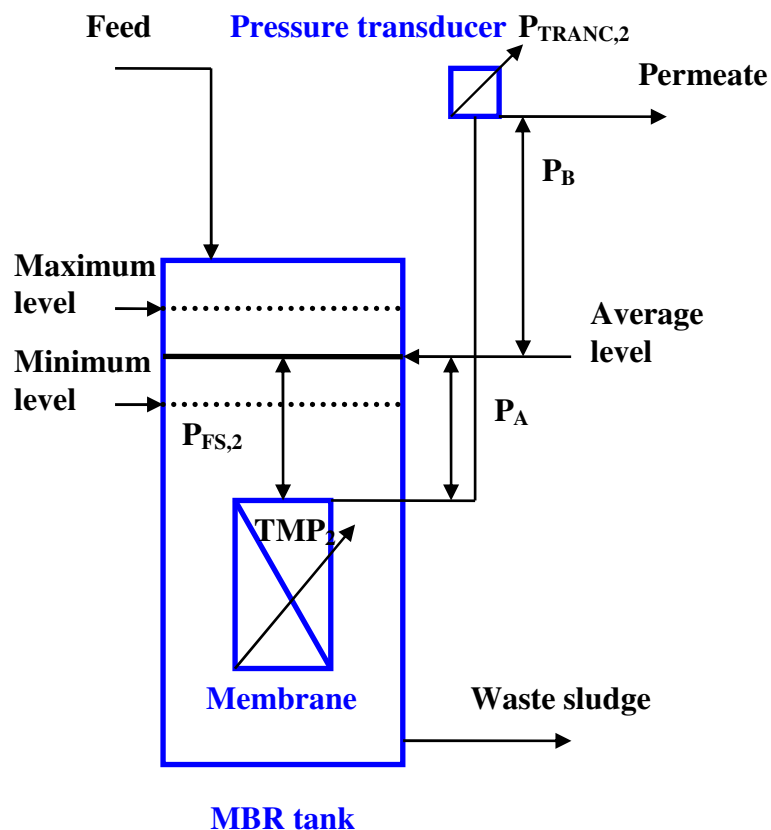 Feed
Pressure transducer P_TRANC,2
Permeate
P_B
Maximum
level
Average
level
Minimum
level
P_A
P_FS,2
TMP_2
Membrane
Waste sludge
MBR tank